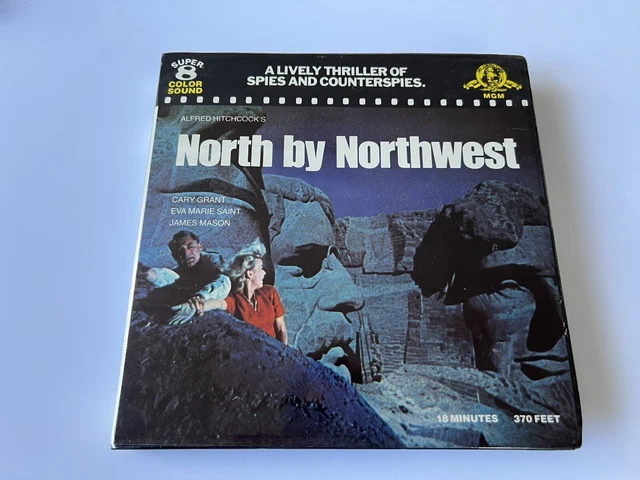 SUPER
8
COLOR
SOUND
A LIVELY THRILLER OF
SPIES AND COUNTERSPIES.
MGM
ALFRED HITCHCOCK'S
North by Northwest
CARY GRANT
EVA MARIE SAINT
JAMES MASON
18 MINUTES 370 FEET